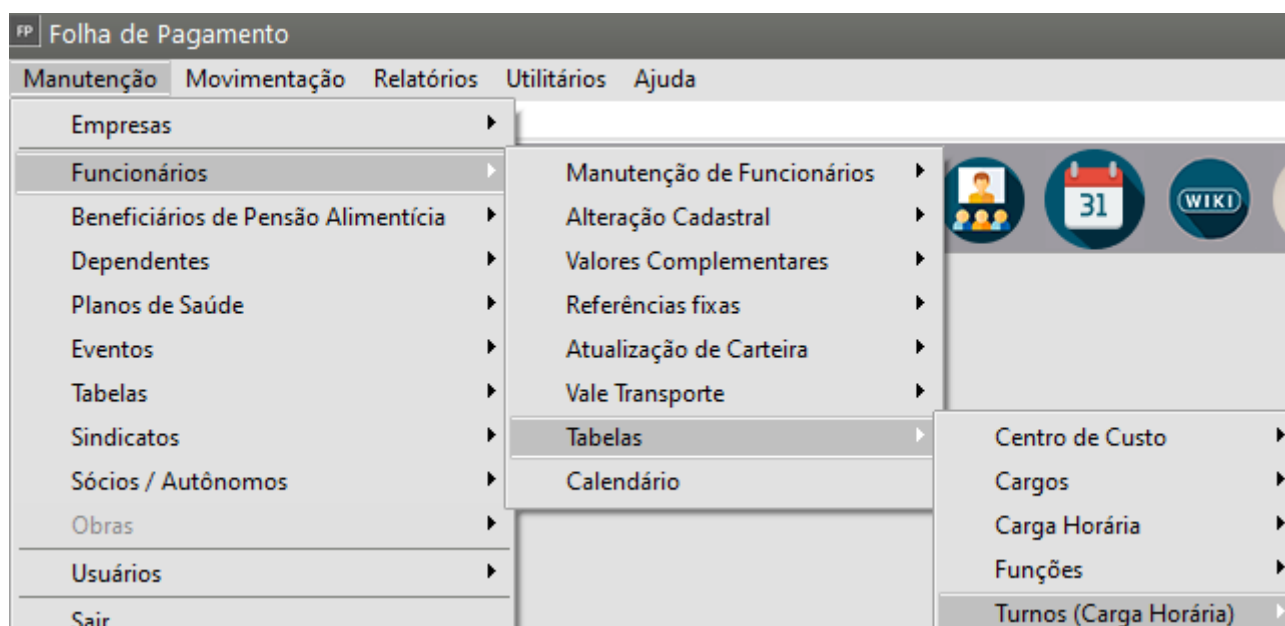 FP Folha de Pagamento
Manutenção Movimentação Relatórios Utilitários Ajuda
Empresas
Funcionários
Beneficiários de Pensão Alimentícia
Dependentes
Planos de Saúde
Eventos
Tabelas
Sindicatos
Sócios / Autônomos
Obras
Usuários
Sair
Manutenção de Funcionários
Alteração Cadastral
Valores Complementares
Referências fixas
Atualização de Carteira
Vale Transporte
Tabelas
Calendário
31
WIKI
Centro de Custo
Cargos
Carga Horária
Funções
Turnos (Carga Horária)